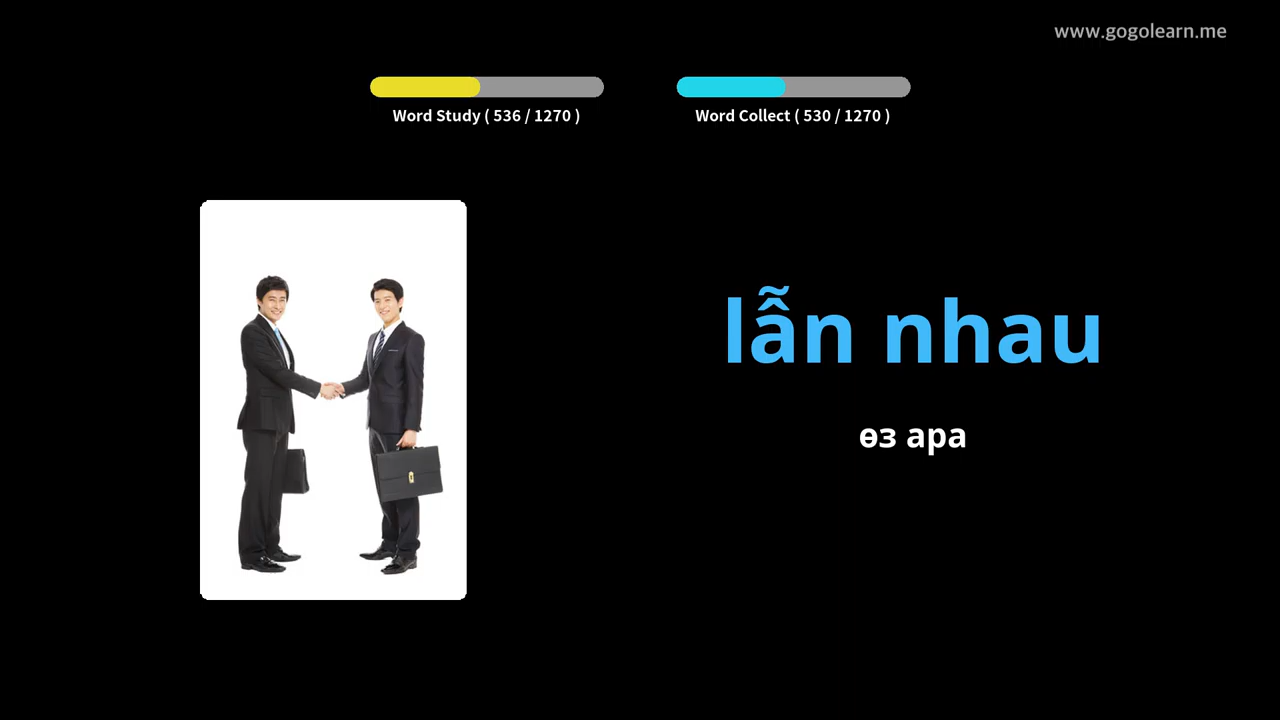 www.gogolearn.me
Word Study ( 536 / 1270 )
Word Collect ( 530 / 1270 )
lẫn nhau
өз ара